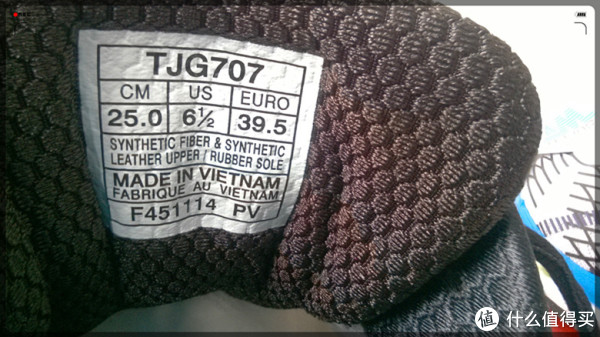 TJG707
CM US EURO
25.0 6½ 39.5
SYNTHETIC FIBER & SYNTHETIC
LEATHER UPPER / RUBBER SOLE
MADE IN VIETNAM
FABRIQUE AU VIETNAM
F451114 PV
值 什么值得买